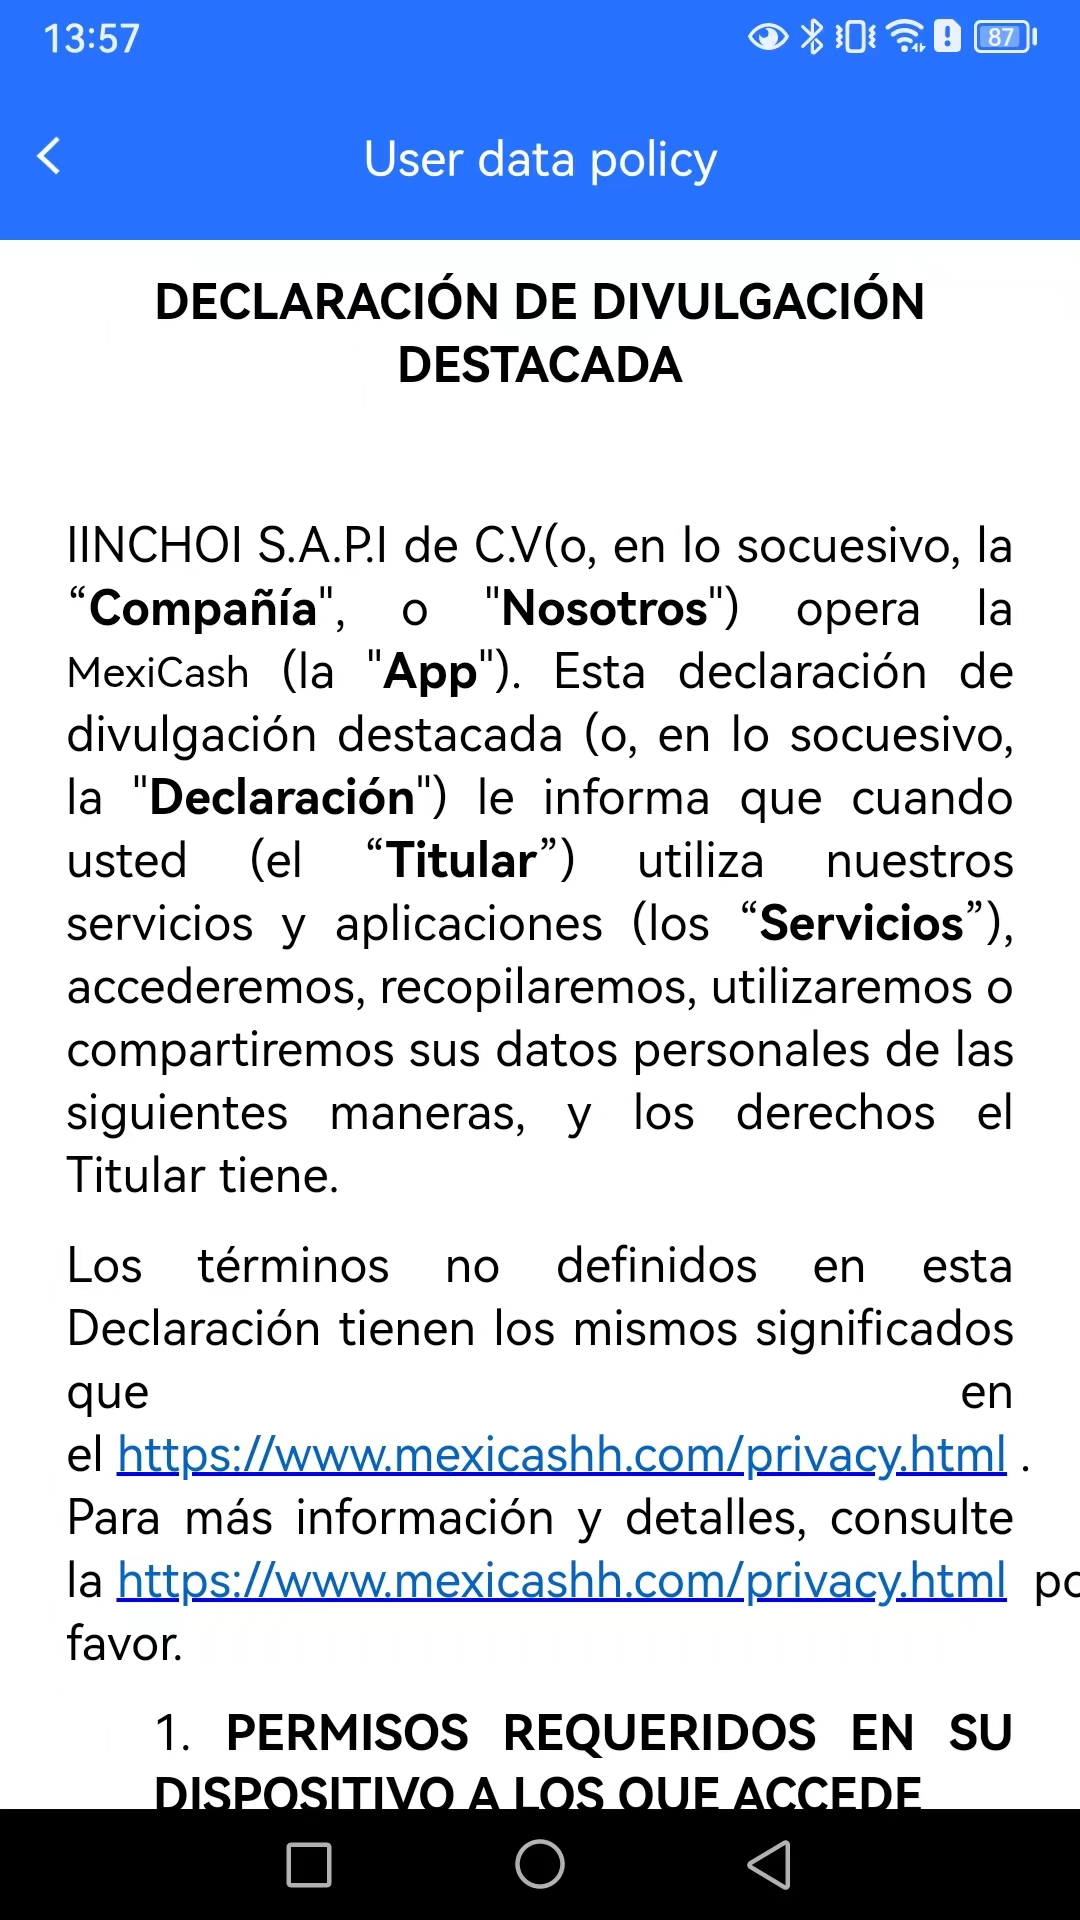 13:57
87
User data policy
DECLARACIÓN DE DIVULGACIÓN
DESTACADA
IINCHOI S.A.P.I de C.V(o, en lo socuesivo, la
“Compañía", o "Nosotros") opera la
MexiCash (la "App"). Esta declaración de
divulgación destacada (o, en lo socuesivo,
la "Declaración") le informa que cuando
usted (el “Titular”) utiliza nuestros
servicios y aplicaciones (los “Servicios”),
accederemos, recopilaremos, utilizaremos o
compartiremos sus datos personales de las
siguientes maneras, y los derechos el
Titular tiene.
Los términos no definidos en esta
Declaración tienen los mismos significados
que en
el https://www.mexicashh.com/privacy.html .
Para más información y detalles, consulte
la https://www.mexicashh.com/privacy.html
favor.
1. PERMISOS REQUERIDOS EN SU
DISPOSITIVO A LOS QUE ACCEDE